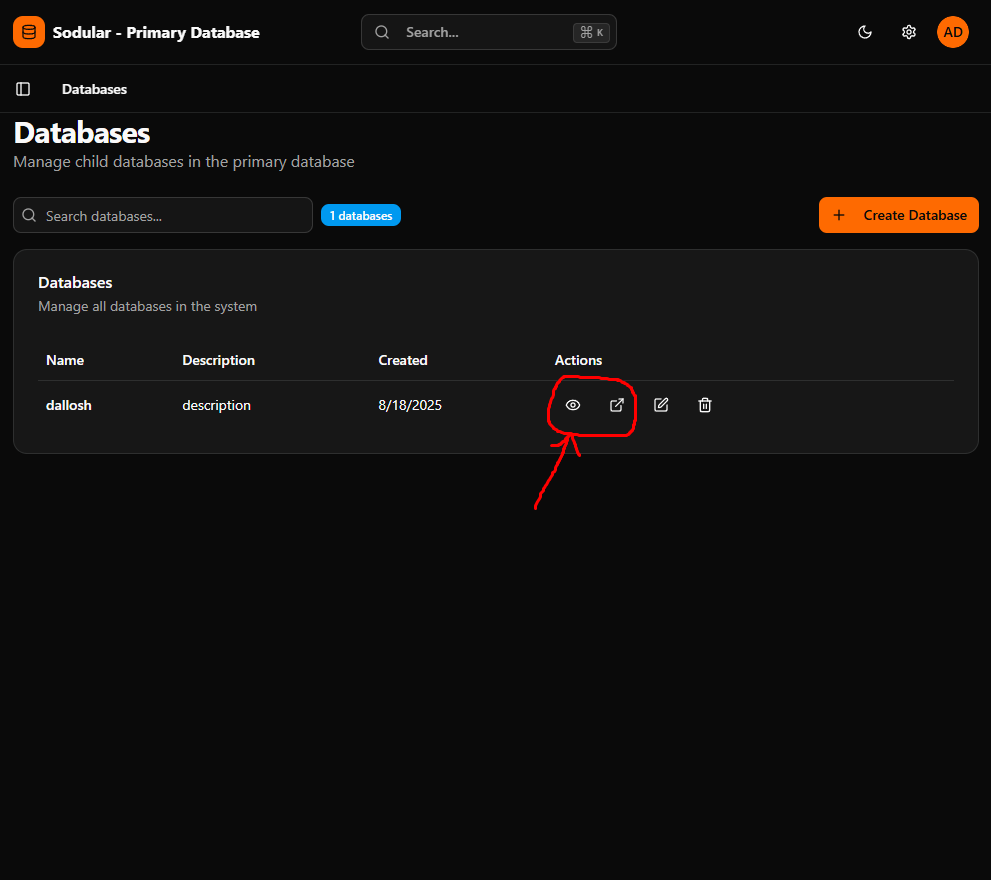 Sodular - Primary Database
Search...
⌘ K
AD
Databases
Databases
Manage child databases in the primary database
Search databases...
1 databases
+ Create Database
Databases
Manage all databases in the system
Name Description Created Actions
dallosh description 8/18/2025